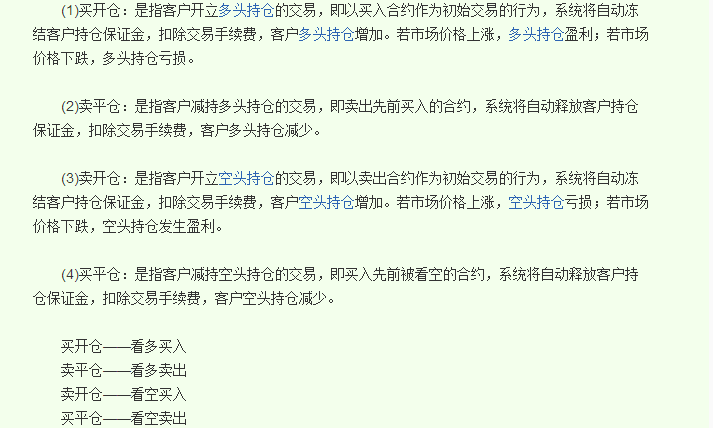 (1)买开仓：是指客户开立多头持仓的交易，即以买入合约作为初始交易的行为，系统将自动冻
结客户持仓保证金，扣除交易手续费，客户多头持仓增加。若市场价格上涨，多头持仓盈利；若市场
价格下跌，多头持仓亏损。
(2)卖平仓：是指客户减持多头持仓的交易，即卖出先前买入的合约，系统将自动释放客户持仓
保证金，扣除交易手续费，客户多头持仓减少。
(3)卖开仓：是指客户开立空头持仓的交易，即以卖出合约作为初始交易的行为，系统将自动冻
结客户持仓保证金，扣除交易手续费，客户空头持仓增加。若市场价格上涨，空头持仓亏损；若市场
价格下跌，空头持仓发生盈利。
(4)买平仓：是指客户减持空头持仓的交易，即买入先前被看空的合约，系统将自动释放客户持
仓保证金，扣除交易手续费，客户空头持仓减少。
买开仓——看多买入
卖平仓——看多卖出
卖开仓——看空买入
买平仓——看空卖出